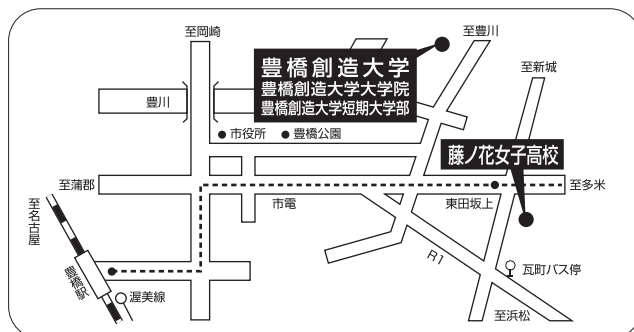 至岡崎
至豊川
豊橋創造大学
豊橋創造大学大学院
豊橋創造大学短期大学部
至新城
豊川
市役所
豊橋公園
藤ノ花女子高校
至蒲郡
至多米
市電
東田坂上
至名古屋
豊橋駅
R1
瓦町バス停
渥美線
至浜松